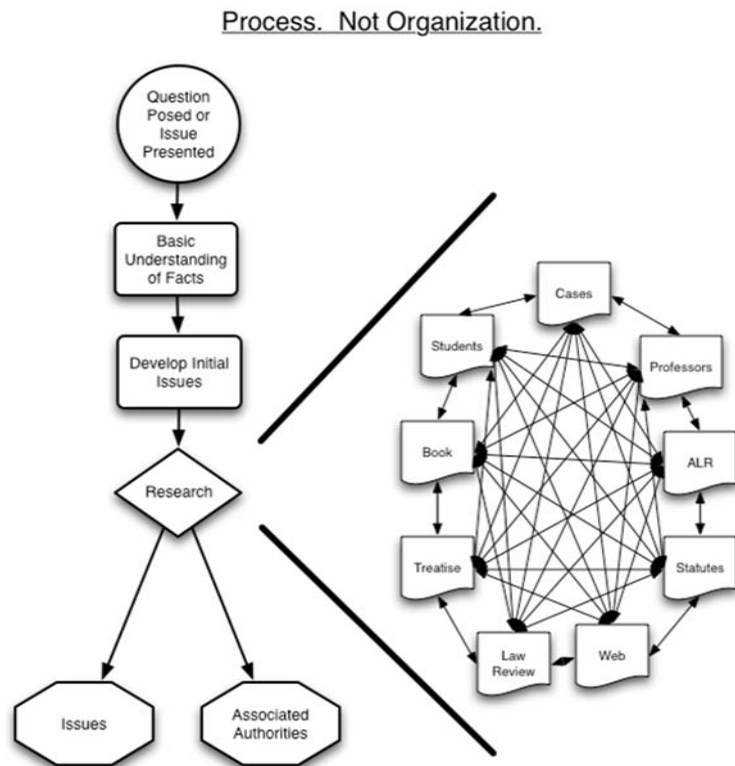 Process.  Not Organization.
Question
Posed or
Issue
Presented
Basic
Understanding
of Facts
Develop Initial
Issues
Research
Issues
Associated
Authorities
Cases
Students
Professors
Book
ALR
Treatise
Statutes
Law
Review
Web